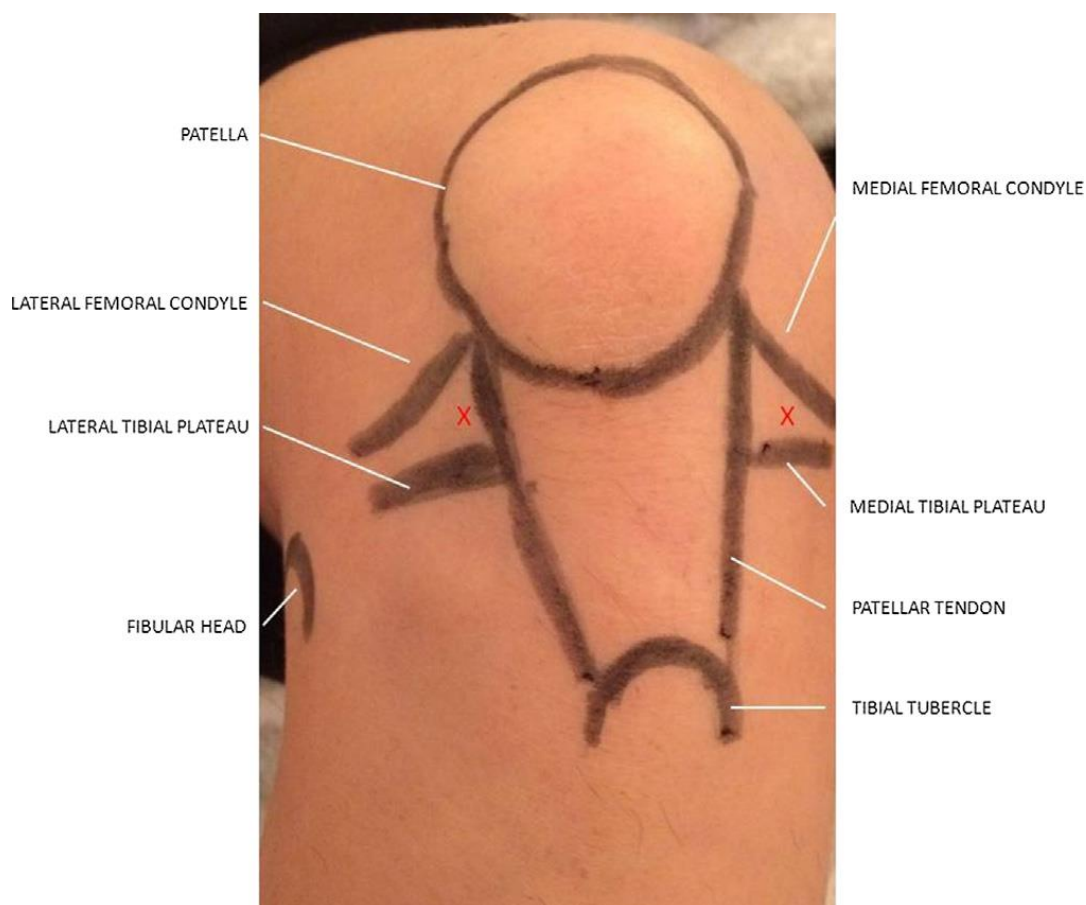 PATELLA
MEDIAL FEMORAL CONDYLE
LATERAL FEMORAL CONDYLE
X
X
LATERAL TIBIAL PLATEAU
MEDIAL TIBIAL PLATEAU
FIBULAR HEAD
PATELLAR TENDON
TIBIAL TUBERCLE